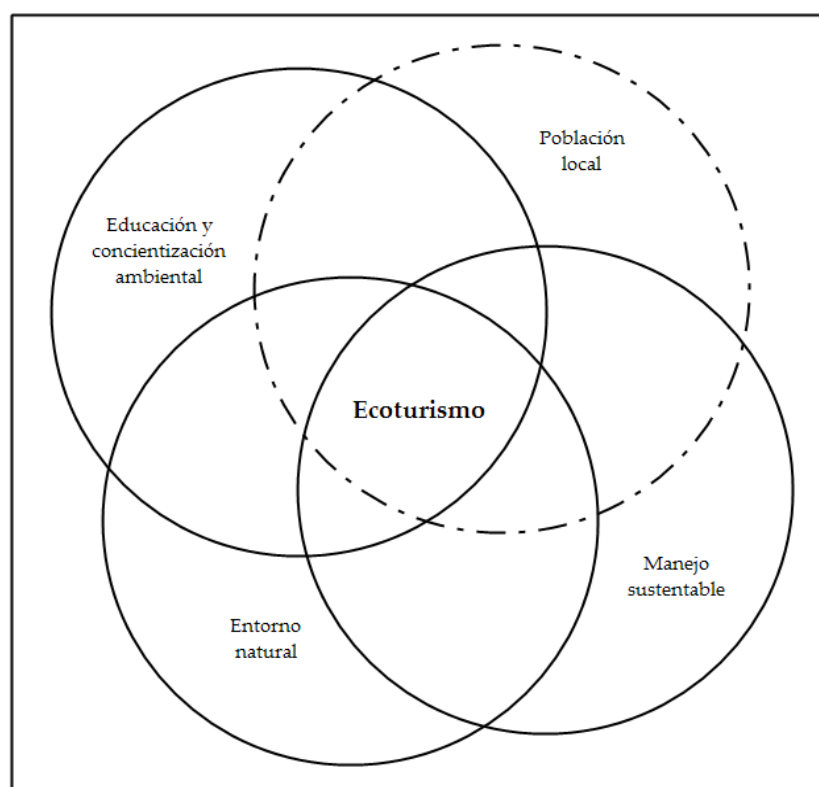 Población
local
Educación y
concientización
ambiental
Ecoturismo
Manejo
sustentable
Entorno
natural